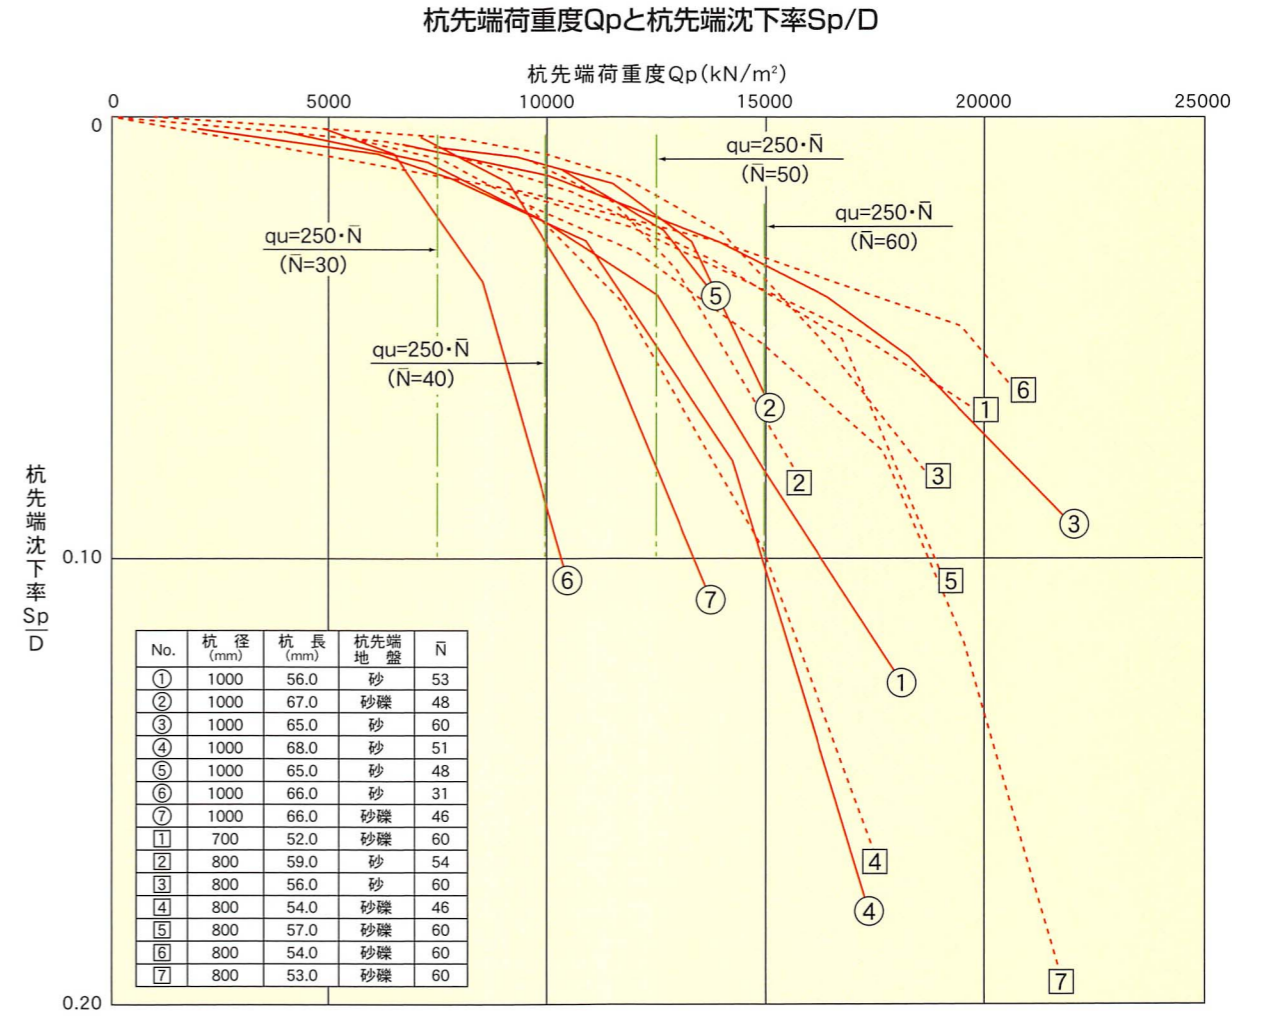 杭先端荷重度Qpと杭先端沈下率Sp/D
杭先端荷重度Qp(kN/m²)
0 5000 10000 15000 20000 25000
0
qu=250・N̄
(N̄=50)
qu=250・N̄
(N̄=60)
qu=250・N̄
(N̄=30)
qu=250・N̄
(N̄=40)
⑤
②
6
1
3
2
③
杭先端沈下率Sp/D
0.10
⑥
⑦
5
①
4
④
7
0.20
No. 杭 径(mm) 杭 長(mm) 杭先端地 盤 N̄
① 1000 56.0 砂 53
② 1000 67.0 砂礫 48
③ 1000 65.0 砂 60
④ 1000 68.0 砂 51
⑤ 1000 65.0 砂 48
⑥ 1000 66.0 砂 31
⑦ 1000 66.0 砂礫 46
1 700 52.0 砂礫 60
2 800 59.0 砂 54
3 800 56.0 砂 60
4 800 54.0 砂礫 46
5 800 57.0 砂礫 60
6 800 54.0 砂礫 60
7 800 53.0 砂礫 60